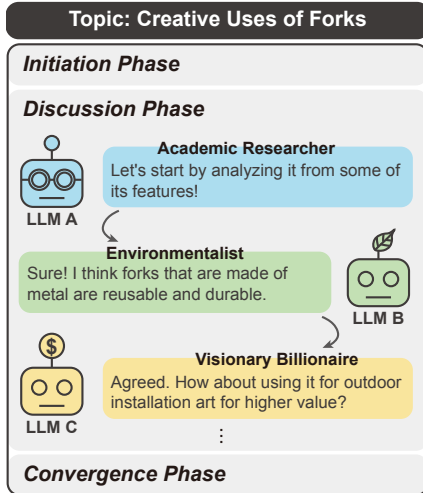 Topic: Creative Uses of Forks
Initiation Phase
Discussion Phase
Academic Researcher
Let's start by analyzing it from some of
its features!
LLM A
Environmentalist
Sure! I think forks that are made of
metal are reusable and durable.
LLM B
$
Visionary Billionaire
Agreed. How about using it for outdoor
installation art for higher value?
LLM C
⋮
Convergence Phase